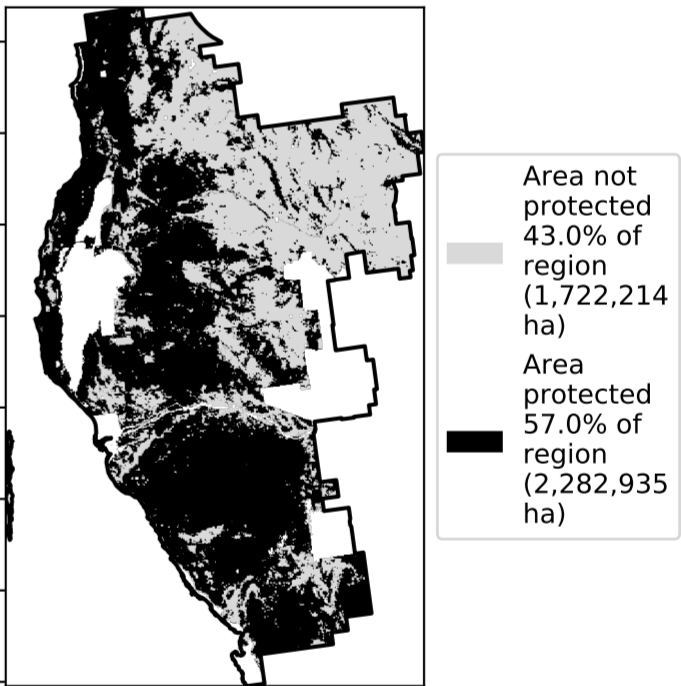 Area not
protected
43.0% of
region
(1,722,214
ha)
Area
protected
57.0% of
region
(2,282,935
ha)